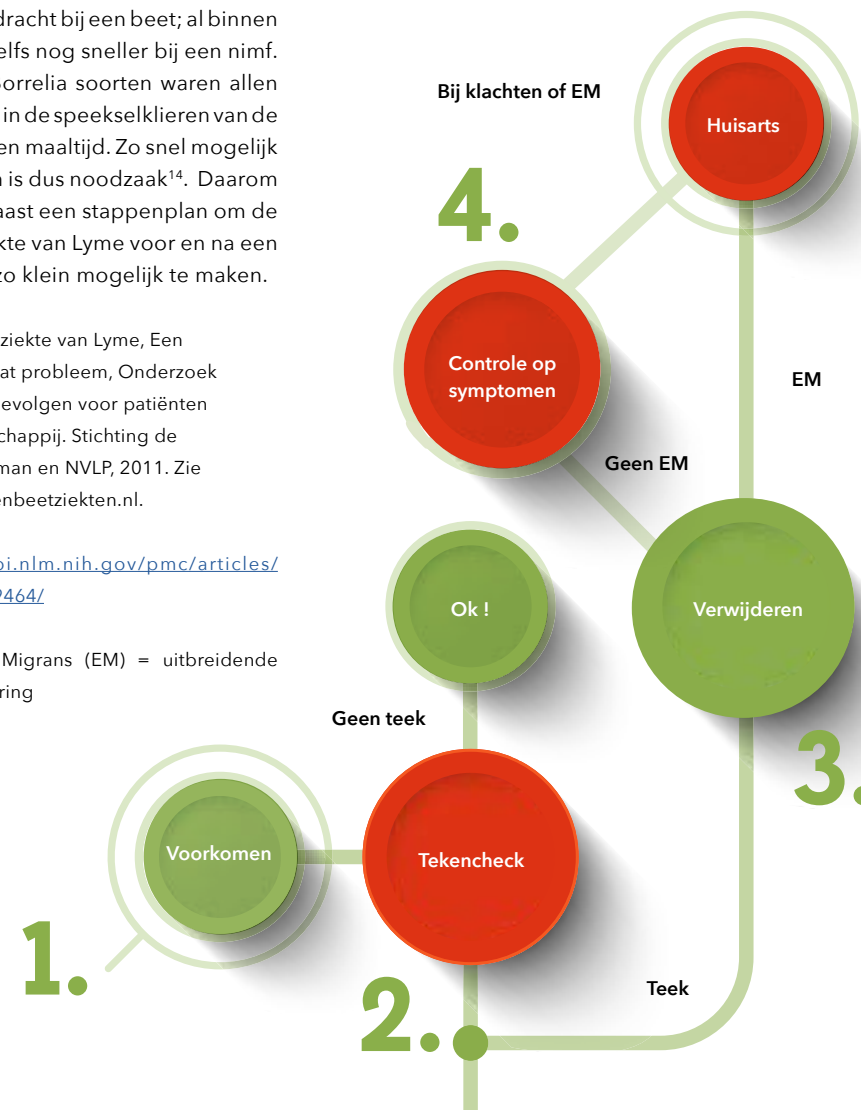 dracht bij een beet; al binnen
elfs nog sneller bij een nimf.
orrelia soorten waren allen
in de speekselklieren van de
en maaltijd. Zo snel mogelijk
is dus noodzaak¹⁴. Daarom
aast een stappenplan om de
kte van Lyme voor en na een
zo klein mogelijk te maken.
ziekte van Lyme, Een
at probleem, Onderzoek
evolgen voor patiënten
chappij. Stichting de
man en NVLP, 2011. Zie
enbeetziekten.nl.
bi.nlm.nih.gov/pmc/articles/
9464/
Migrans (EM) = uitbreidende
ring
Bij klachten of EM
Huisarts
4.
Controle op
symptomen
EM
Geen EM
Ok !
Verwijderen
Geen teek
3.
Voorkomen
Tekencheck
1.
2.
Teek